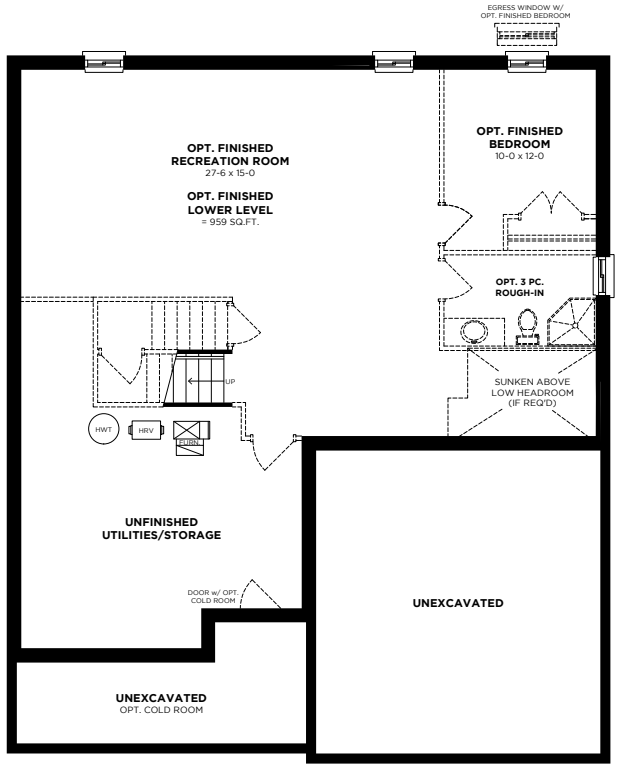 EGRESS WINDOW W/
OPT. FINISHED BEDROOM
OPT. FINISHED
RECREATION ROOM
27-6 x 15-0
OPT. FINISHED
LOWER LEVEL
= 959 SQ.FT.
OPT. FINISHED
BEDROOM
10-0 x 12-0
OPT. 3 PC.
ROUGH-IN
SUNKEN ABOVE
LOW HEADROOM
(IF REQ'D)
UP
HWT
HRV
FURN.
UNFINISHED
UTILITIES/STORAGE
DOOR w/ OPT.
COLD ROOM
UNEXCAVATED
UNEXCAVATED
OPT. COLD ROOM